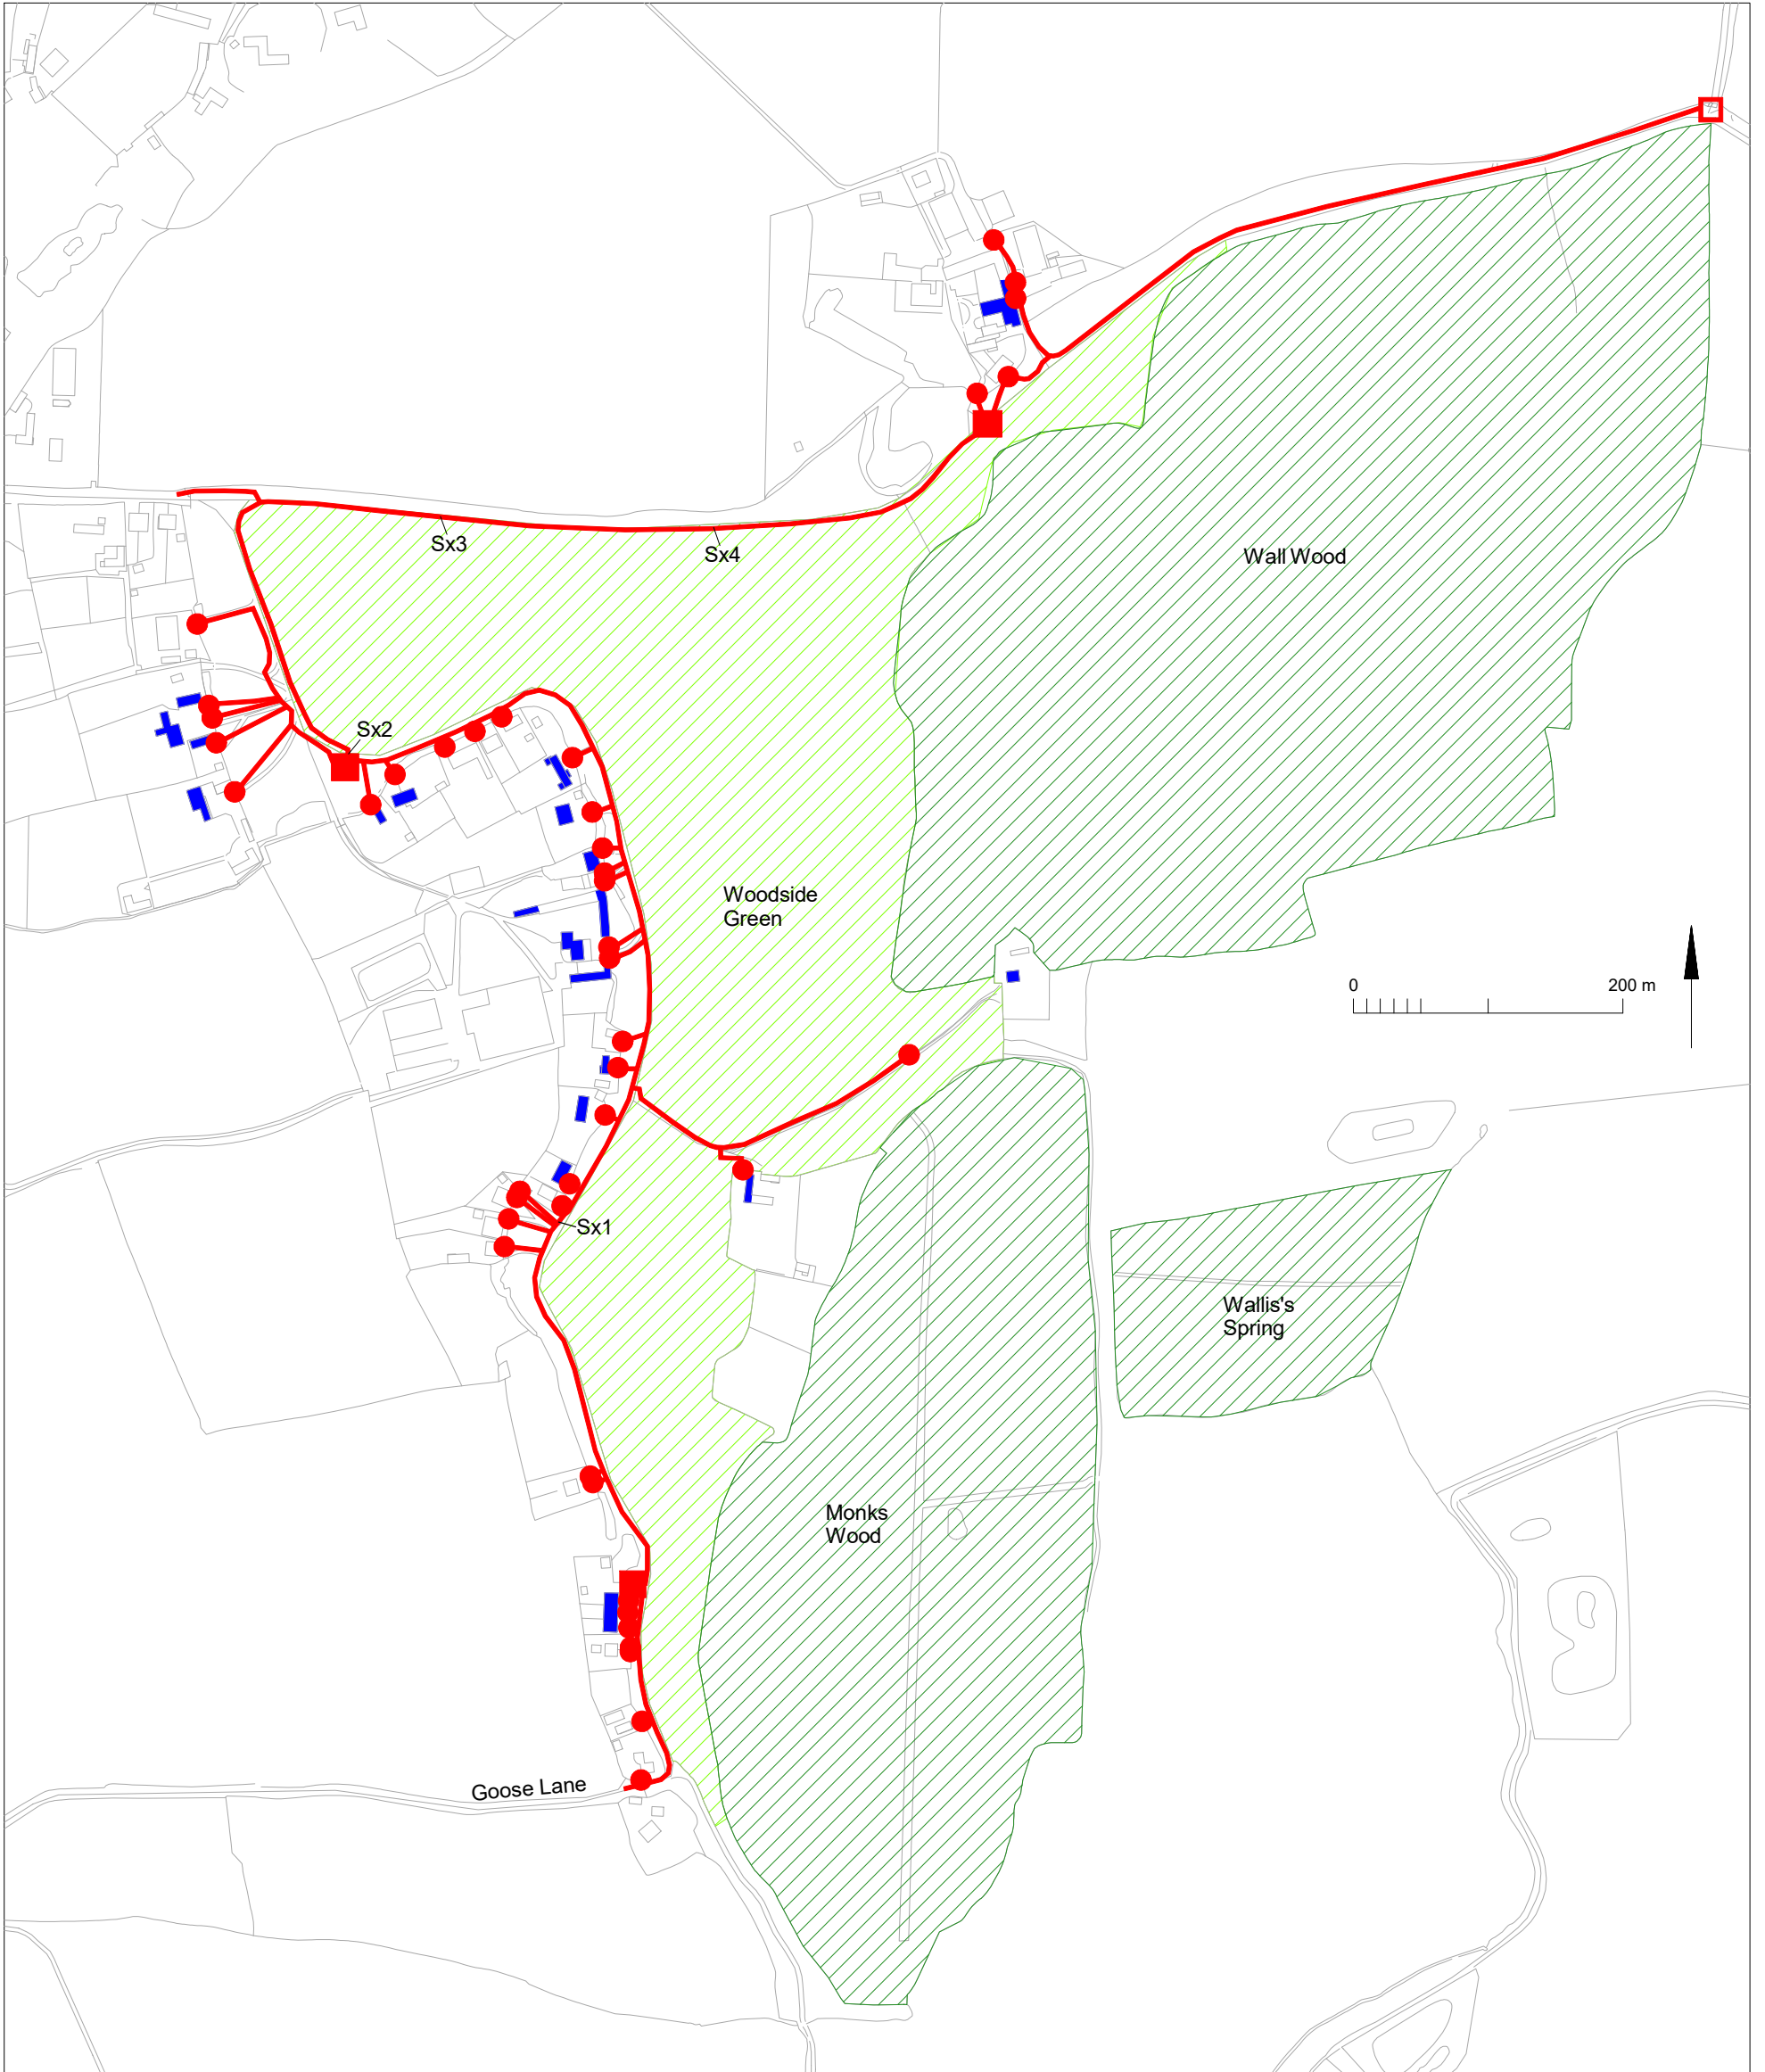 Sx3
Sx4
Wall Wood
Sx2
Woodside
Green
0
200 m
Sx1
Wallis's
Spring
Monks
Wood
Goose Lane